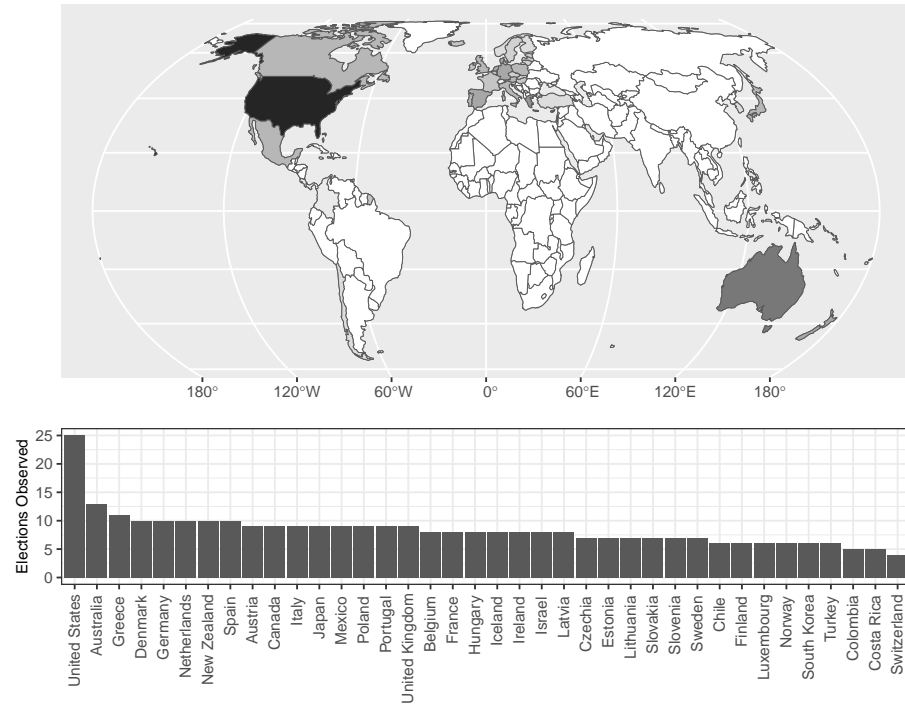 180° 120°W 60°W 0° 60°E 120°E 180°
Elections Observed
25
20
15
10
5
0
United States
Australia
Greece
Denmark
Germany
Netherlands
New Zealand
Spain
Austria
Canada
Italy
Japan
Mexico
Poland
Portugal
United Kingdom
Belgium
France
Hungary
Iceland
Ireland
Israel
Latvia
Czechia
Estonia
Lithuania
Slovakia
Slovenia
Sweden
Chile
Finland
Luxembourg
Norway
South Korea
Turkey
Colombia
Costa Rica
Switzerland